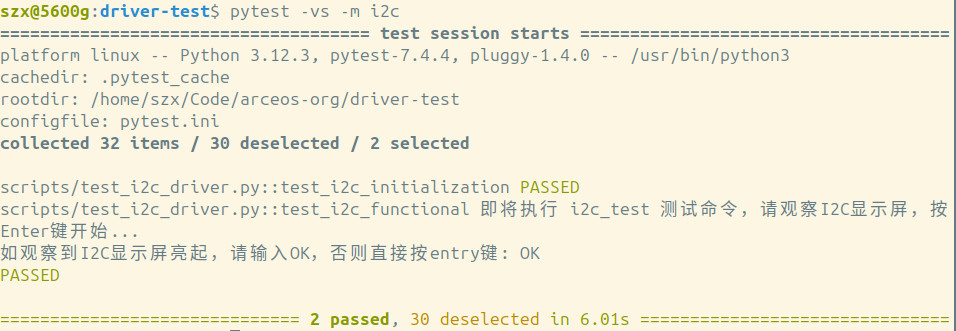 szx@5600g:driver-test$ pytest -vs -m i2c
===================================== test session starts =====================================
platform linux -- Python 3.12.3, pytest-7.4.4, pluggy-1.4.0 -- /usr/bin/python3
cachedir: .pytest_cache
rootdir: /home/szx/Code/arceos-org/driver-test
configfile: pytest.ini
collected 32 items / 30 deselected / 2 selected
scripts/test_i2c_driver.py::test_i2c_initialization PASSED
scripts/test_i2c_driver.py::test_i2c_functional 即将执行 i2c_test 测试命令，请观察I2C显示屏，按
Enter键开始...
如观察到I2C显示屏亮起，请输入OK，否则直接按entry键: OK
PASSED
============================== 2 passed, 30 deselected in 6.01s ===============================